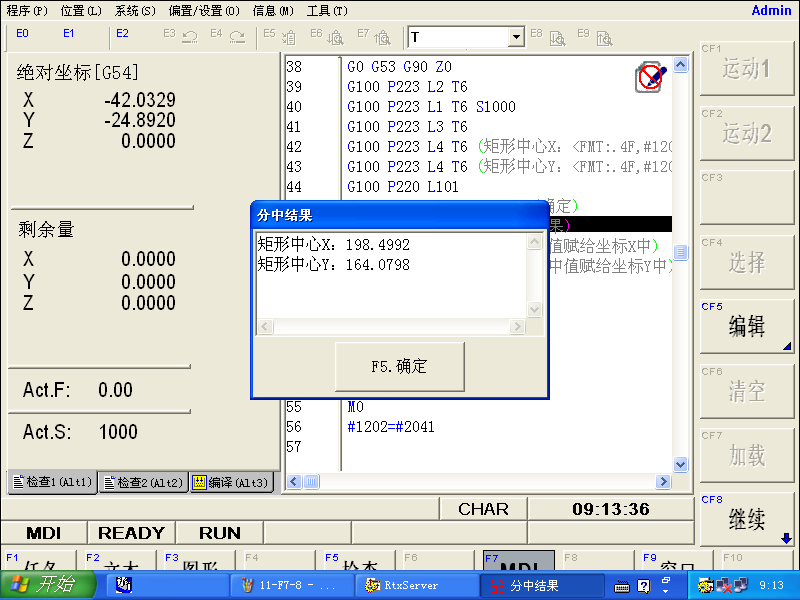 程序(P) 位置(L) 系统(S) 偏置/设置(O) 信息(M) 工具(T) Admin
E0 E1 E2 E3 E4 E5 E6 E7 T E8 E9
绝对坐标[G54]
X -42.0329
Y -24.8920
Z 0.0000
剩余量
X 0.0000
Y 0.0000
Z 0.0000
Act.F: 0.00
Act.S: 1000
检查1(Alt1) 检查2(Alt2) 编译(Alt3)
38 G0 G53 G90 Z0
39 G100 P223 L2 T6
40 G100 P223 L1 T6 S1000
41 G100 P223 L3 T6
42 G100 P223 L4 T6 (矩形中心X: <FMT:.4F,#120
43 G100 P223 L4 T6 (矩形中心Y: <FMT:.4F,#120
44 G100 P220 L101
确定)
果)
值赋给坐标X中)
中值赋给坐标Y中)
分中结果
矩形中心X: 198.4992
矩形中心Y: 164.0798
F5.确定
55 M0
56 #1202=#2041
57
CF1
运动1
CF2
运动2
CF3
CF4
选择
CF5
编辑
CF6
清空
CF7
加载
CF8
继续
CHAR 09:13:36
MDI READY RUN
F1 任务 F2 文本 F3 图形 F4 F5 检查 F6 F7 MDI F8 F9 窗口 F10
开始 11-F7-8 - ... RtxServer 分中结果 9:13